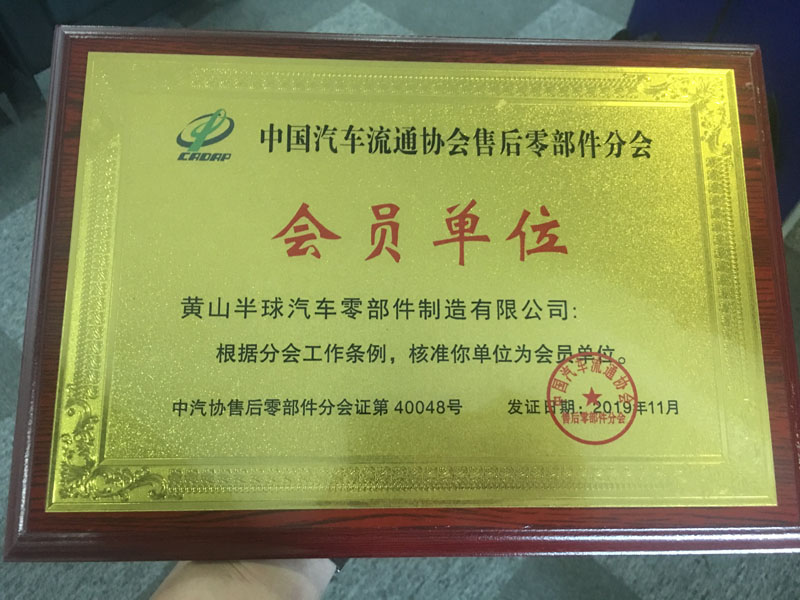 CADAP
中国汽车流通协会售后零部件分会
会员单位
黄山半球汽车零部件制造有限公司:
根据分会工作条例，核准你单位为会员单位。
中汽协售后零部件分会证第 40048号
发证日期：2019年11月
中国汽车流通协会
售后零部件分会